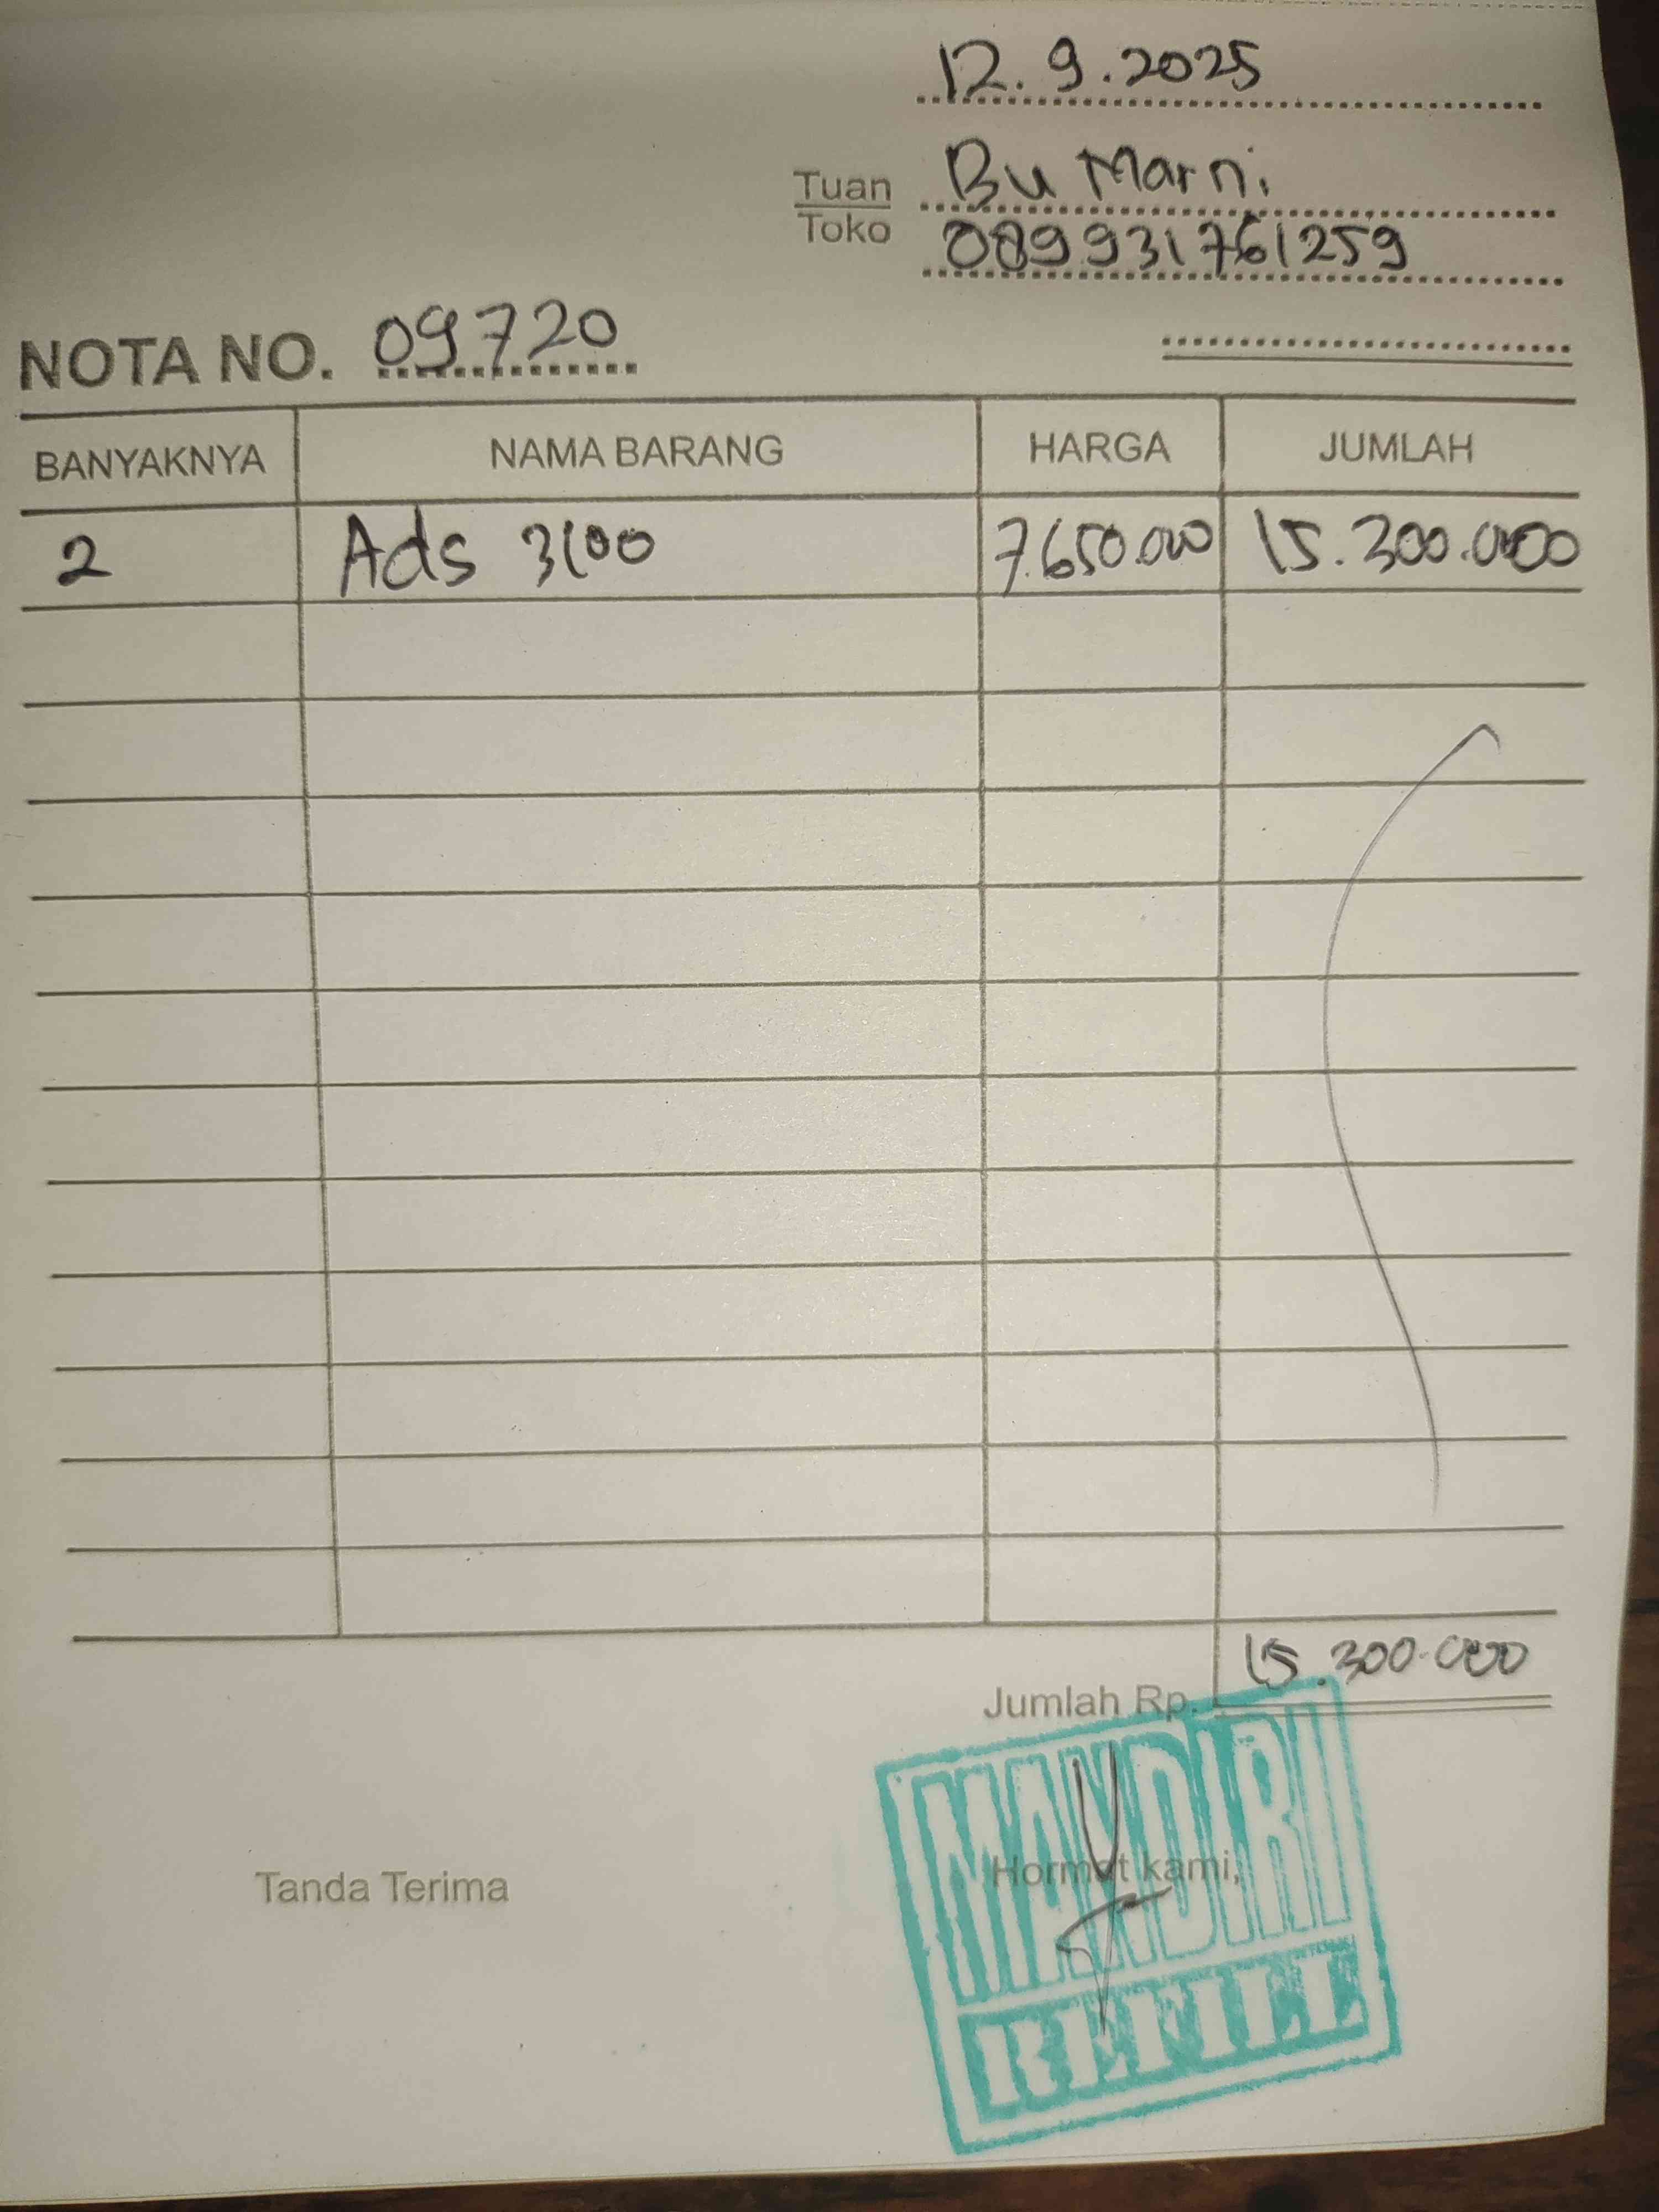 12.9.2025
Tuan Bu Marni
Toko 089931761259
NOTA NO. 09720
BANYAKNYA NAMA BARANG HARGA JUMLAH
2 Ads 3100 7.650.000 15.300.000
15.300.000
Jumlah Rp.
MANDIRI
Tanda Terima Hormat kami,
REFILL